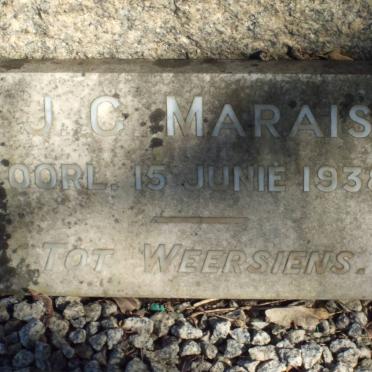 J. G. MARAIS
OORL. 15 JUNIE 1938
TOT WEERSIENS.